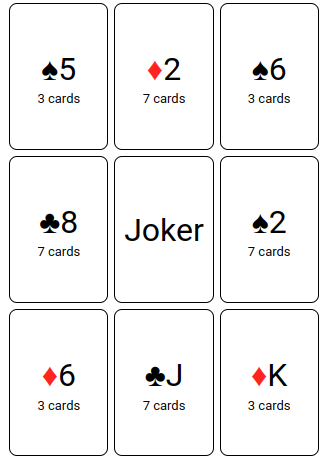 ♠5
3 cards
♦2
7 cards
♠6
3 cards
♣8
7 cards
Joker
♠2
7 cards
♦6
3 cards
♣J
7 cards
♦K
3 cards